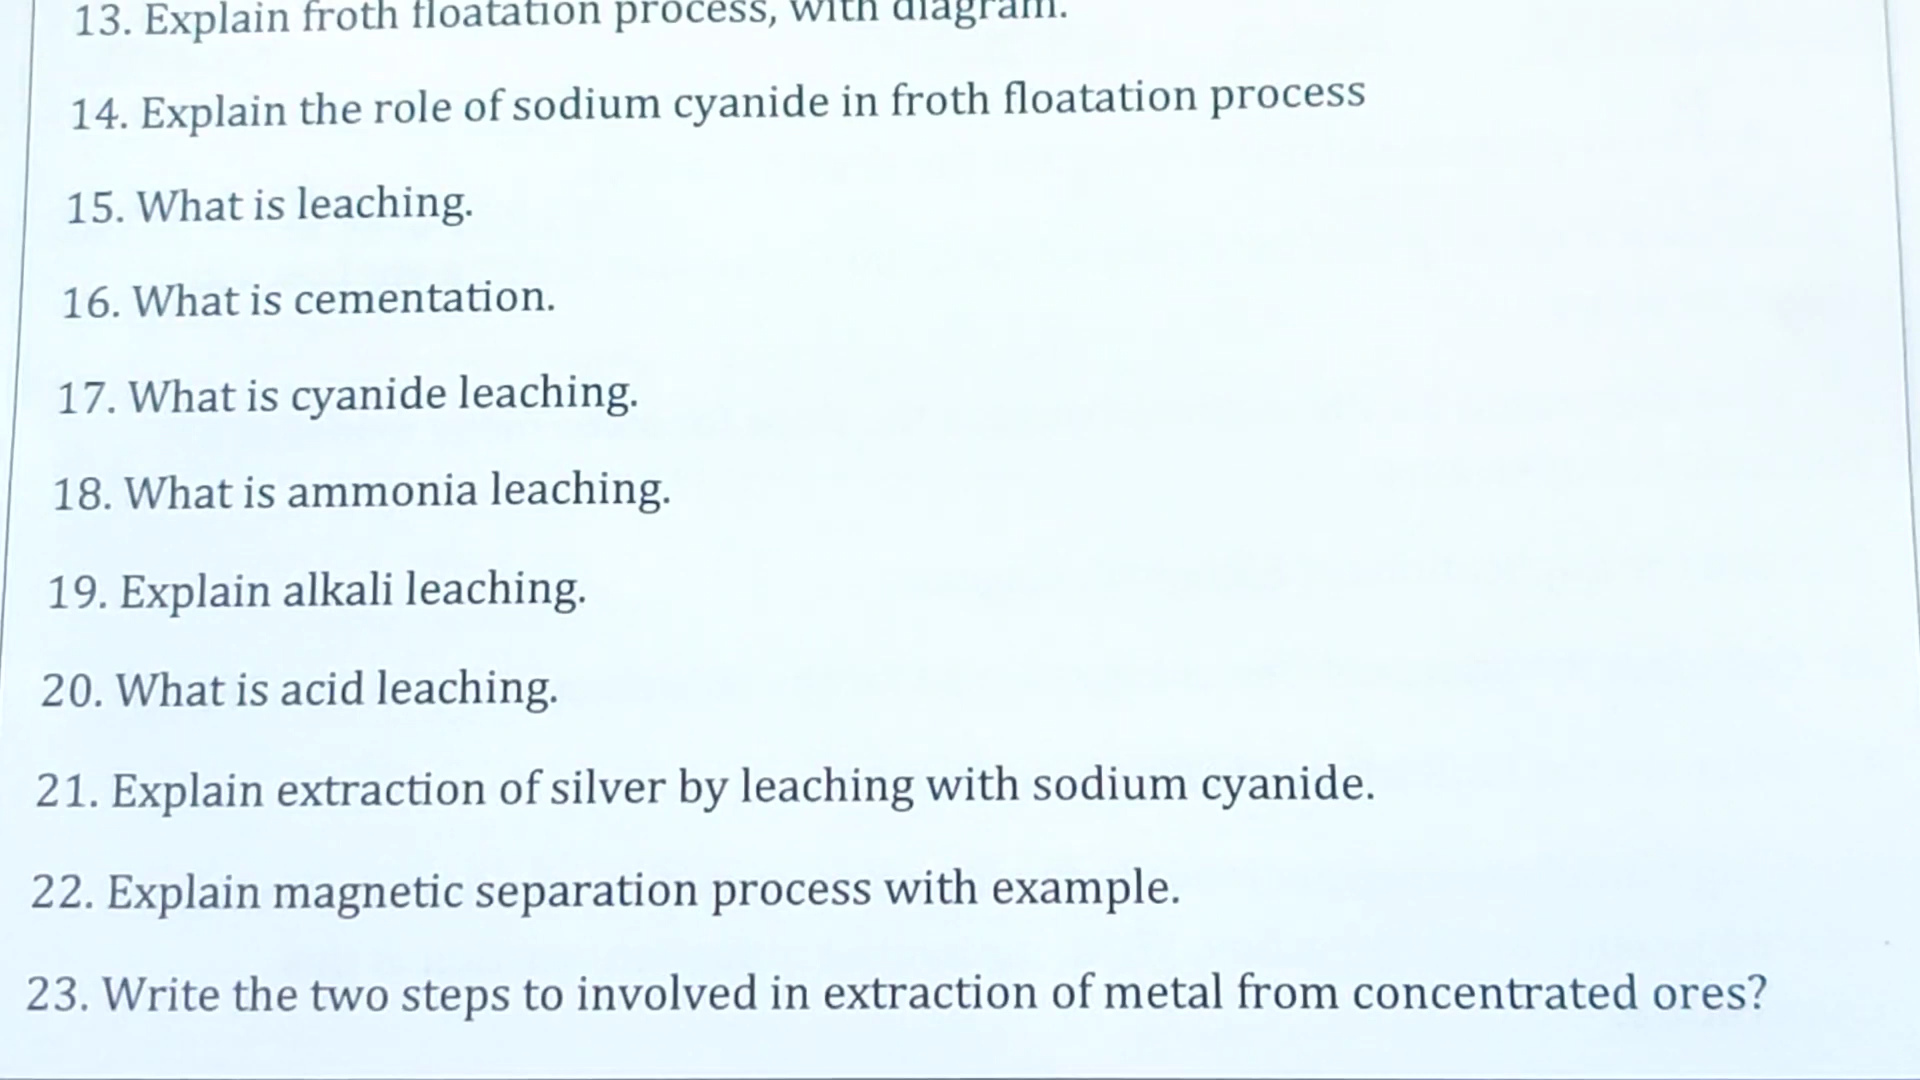 13. Explain froth floatation process, with diagram.
14. Explain the role of sodium cyanide in froth floatation process
15. What is leaching.
16. What is cementation.
17. What is cyanide leaching.
18. What is ammonia leaching.
19. Explain alkali leaching.
20. What is acid leaching.
21. Explain extraction of silver by leaching with sodium cyanide.
22. Explain magnetic separation process with example.
23. Write the two steps to involved in extraction of metal from concentrated ores?